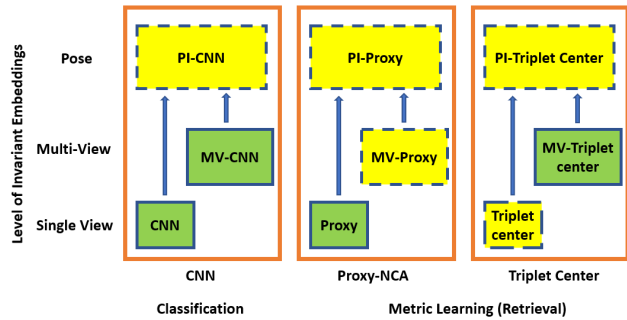 Level of Invariant Embeddings
Pose
PI-CNN
PI-Proxy
PI-Triplet Center
Multi-View
MV-CNN
MV-Proxy
MV-Triplet
center
Single View
CNN
Proxy
Triplet
center
CNN
Proxy-NCA
Triplet Center
Classification
Metric Learning (Retrieval)